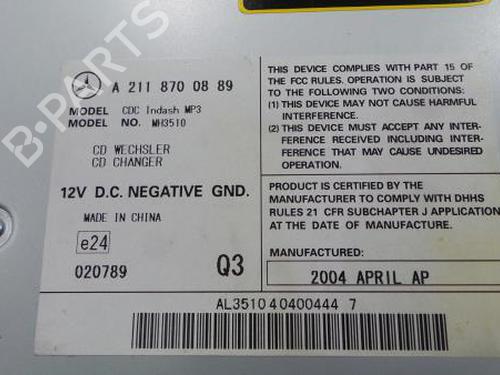 B-PARTS
A 211 870 08 89
MODEL CDC Indash MP3
MODEL NO. MH3510
CD WECHSLER
CD CHANGER
12V D.C. NEGATIVE GND.
MADE IN CHINA
e24
020789 Q3
THIS DEVICE COMPLIES WITH PART 15 OF
THE FCC RULES. OPERATION IS SUBJECT
TO THE FOLLOWING TWO CONDITIONS:
(1) THIS DEVICE MAY NOT CAUSE HARMFUL
INTERFERENCE.
(2) THIS DEVICE MUST ACCEPT ANY INTER-
FERENCE RECEIVED INCLUDING INTER-
FERENCE THAT MAY CAUSE UNDESIRED
OPERATION.
PRODUCT IS CERTIFIED BY THE
MANUFACTURER TO COMPLY WITH DHHS
RULES 21 CFR SUBCHAPTER J APPLICATION
AT THE DATE OF MANUFACTURE.
MANUFACTURED:
2004 APRIL AP
AL3510 40400444 7